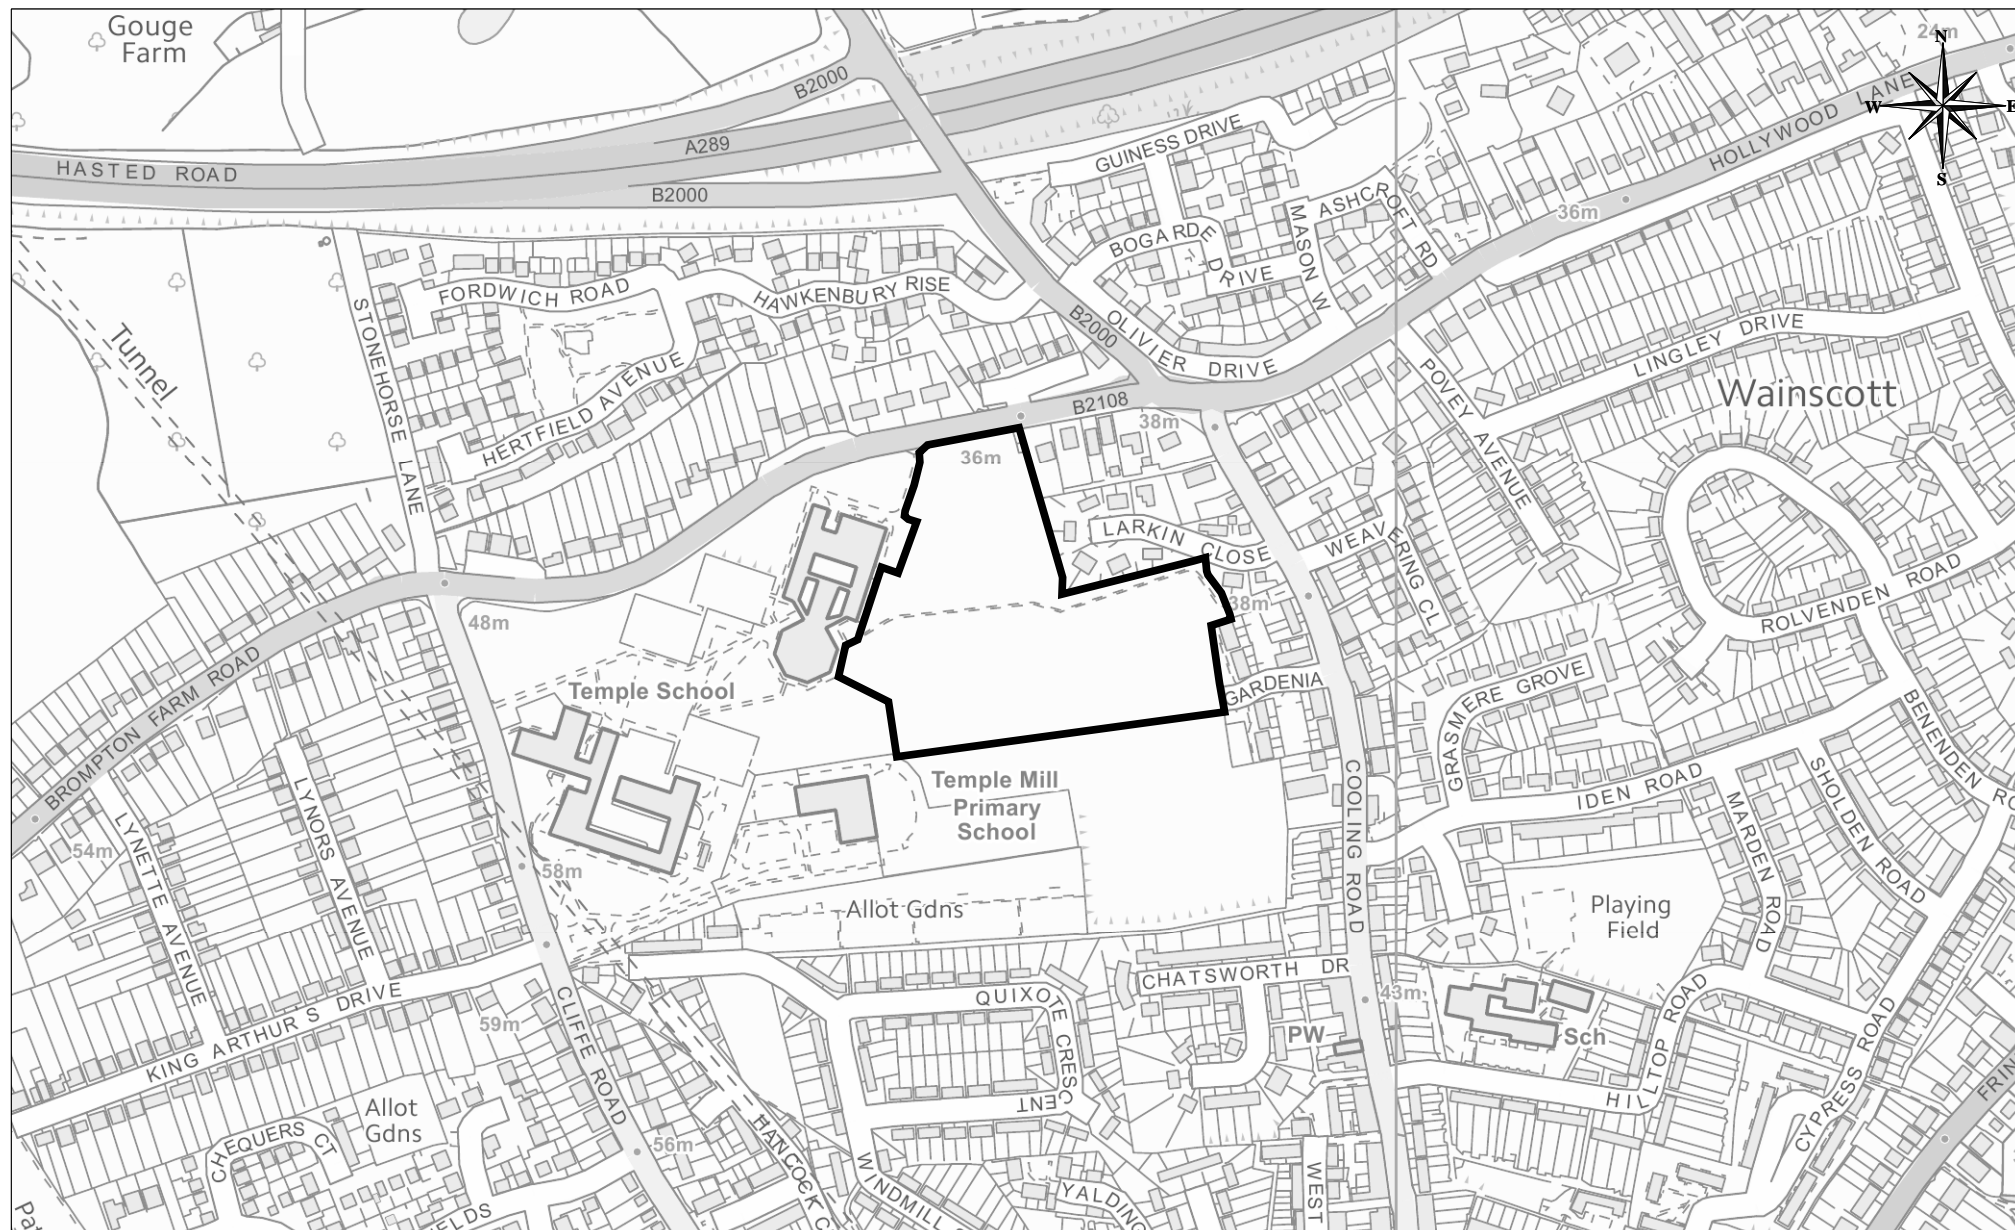 Gouge
Farm
24m
N
W
E
S
B2000
A289
HASTED ROAD
B2000
GUINESS DRIVE
HOLLYWOOD LANE
36m
ASHCROFT RD
MASON W
BOGARDE
DRIVE
FORDWICH ROAD
HAWKENBURY RISE
STONEHORSE LANE
Tunnel
B2000
OLIVIER DRIVE
LINGLEY DRIVE
Wainscott
POVEY AVENUE
HERTFIELD AVENUE
B2108
38m
36m
LARKIN CLOSE
WEAVERING CL
ROLVENDEN ROAD
48m
38m
BROMPTON FARM ROAD
Temple School
GARDENIA
GRASMERE GROVE
BENENDEN RO
LYNORS AVENUE
LYNETTE AVENUE
54m
Temple Mill
Primary
School
COOLING ROAD
IDEN ROAD
MARDEN ROAD
SHOLDEN ROAD
58m
Allot Gdns
Playing
Field
CHATSWORTH DR
QUIXOTE CRESCENT
43m
KING ARTHUR'S DRIVE
59m
CLIFFE ROAD
PW
Sch
HILLTOP ROAD
CYPRESS ROAD
FRIN
Allot
Gdns
CHEQUERS CT
56m
HANCOCK C
WINDMILL S
YALDING
WEST
ELDS
Pat